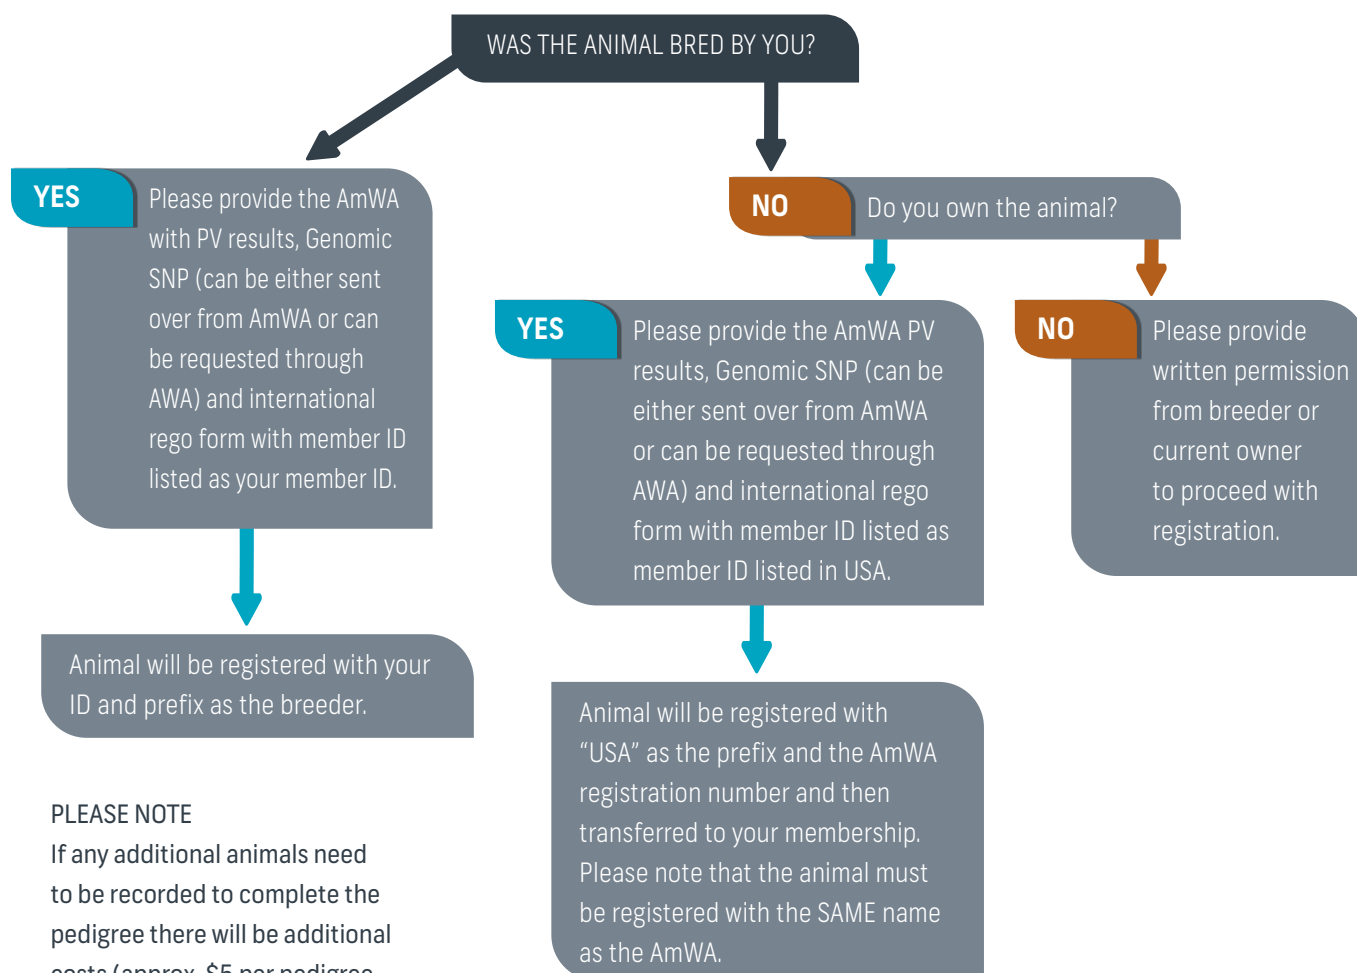 WAS THE ANIMAL BRED BY YOU?
YES
Please provide the AmWA
with PV results, Genomic
SNP (can be either sent
over from AmWA or can
be requested through
AWA) and international
rego form with member ID
listed as your member ID.
Animal will be registered with your
ID and prefix as the breeder.
NO
Do you own the animal?
YES
Please provide the AmWA PV
results, Genomic SNP (can be
either sent over from AmWA
or can be requested through
AWA) and international rego
form with member ID listed as
member ID listed in USA.
Animal will be registered with
“USA” as the prefix and the AmWA
registration number and then
transferred to your membership.
Please note that the animal must
be registered with the SAME name
as the AmWA.
NO
Please provide
written permission
from breeder or
current owner
to proceed with
registration.
PLEASE NOTE
If any additional animals need
to be recorded to complete the
pedigree there will be additional
costs (approx. $5 per pedigree